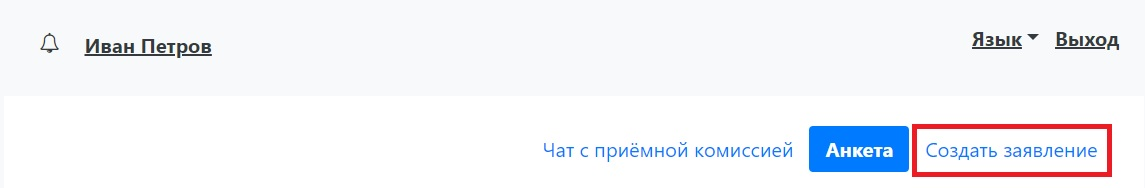 Иван Петров
Язык Выход
Чат с приёмной комиссией Анкета Создать заявление